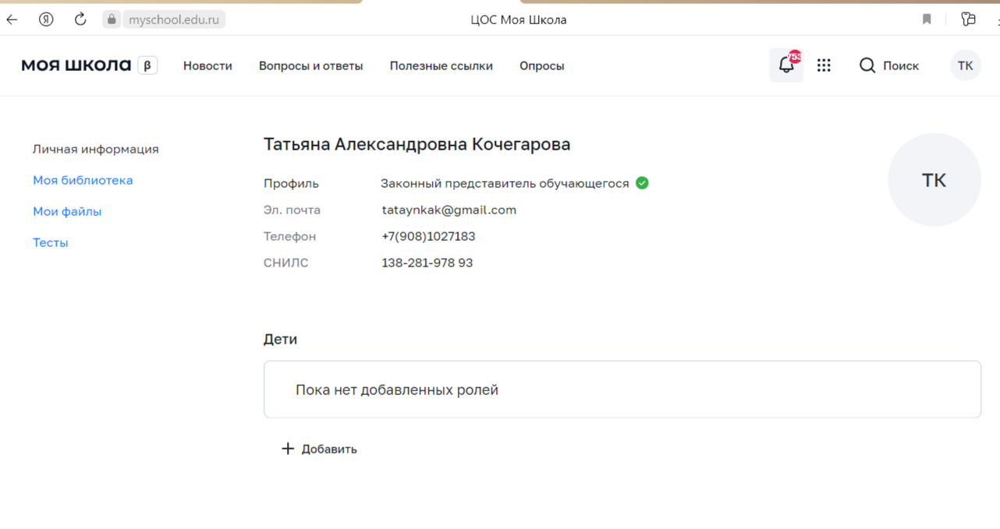 myschool.edu.ru
ЦОС Моя Школа
моя школа β
Новости
Вопросы и ответы
Полезные ссылки
Опросы
753
Поиск
ТК
Личная информация
Моя библиотека
Мои файлы
Тесты
Татьяна Александровна Кочегарова
Профиль Законный представитель обучающегося
Эл. почта tataynkak@gmail.com
Телефон +7(908)1027183
СНИЛС 138-281-978 93
ТК
Дети
Пока нет добавленных ролей
+ Добавить